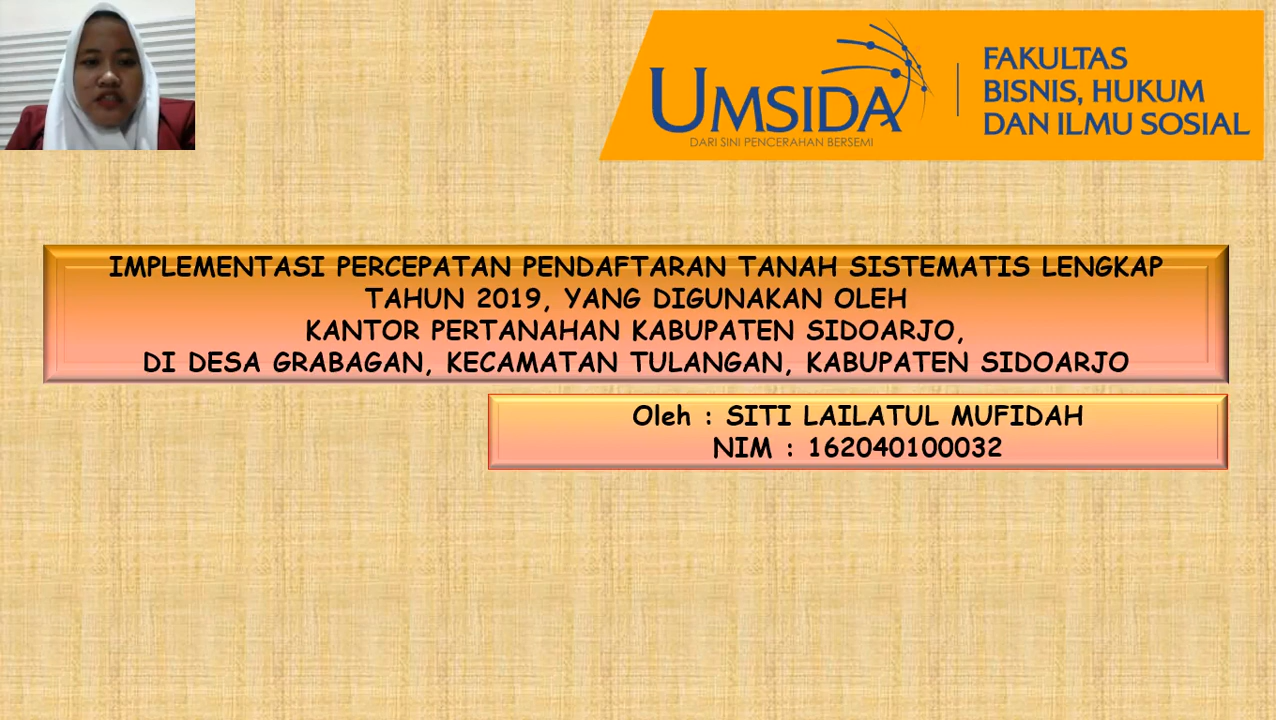 UMSIDA
DARI SINI PENCERAHAN BERSEMI
FAKULTAS
BISNIS, HUKUM
DAN ILMU SOSIAL
IMPLEMENTASI PERCEPATAN PENDAFTARAN TANAH SISTEMATIS LENGKAP
TAHUN 2019, YANG DIGUNAKAN OLEH
KANTOR PERTANAHAN KABUPATEN SIDOARJO,
DI DESA GRABAGAN, KECAMATAN TULANGAN, KABUPATEN SIDOARJO
Oleh : SITI LAILATUL MUFIDAH
NIM : 162040100032